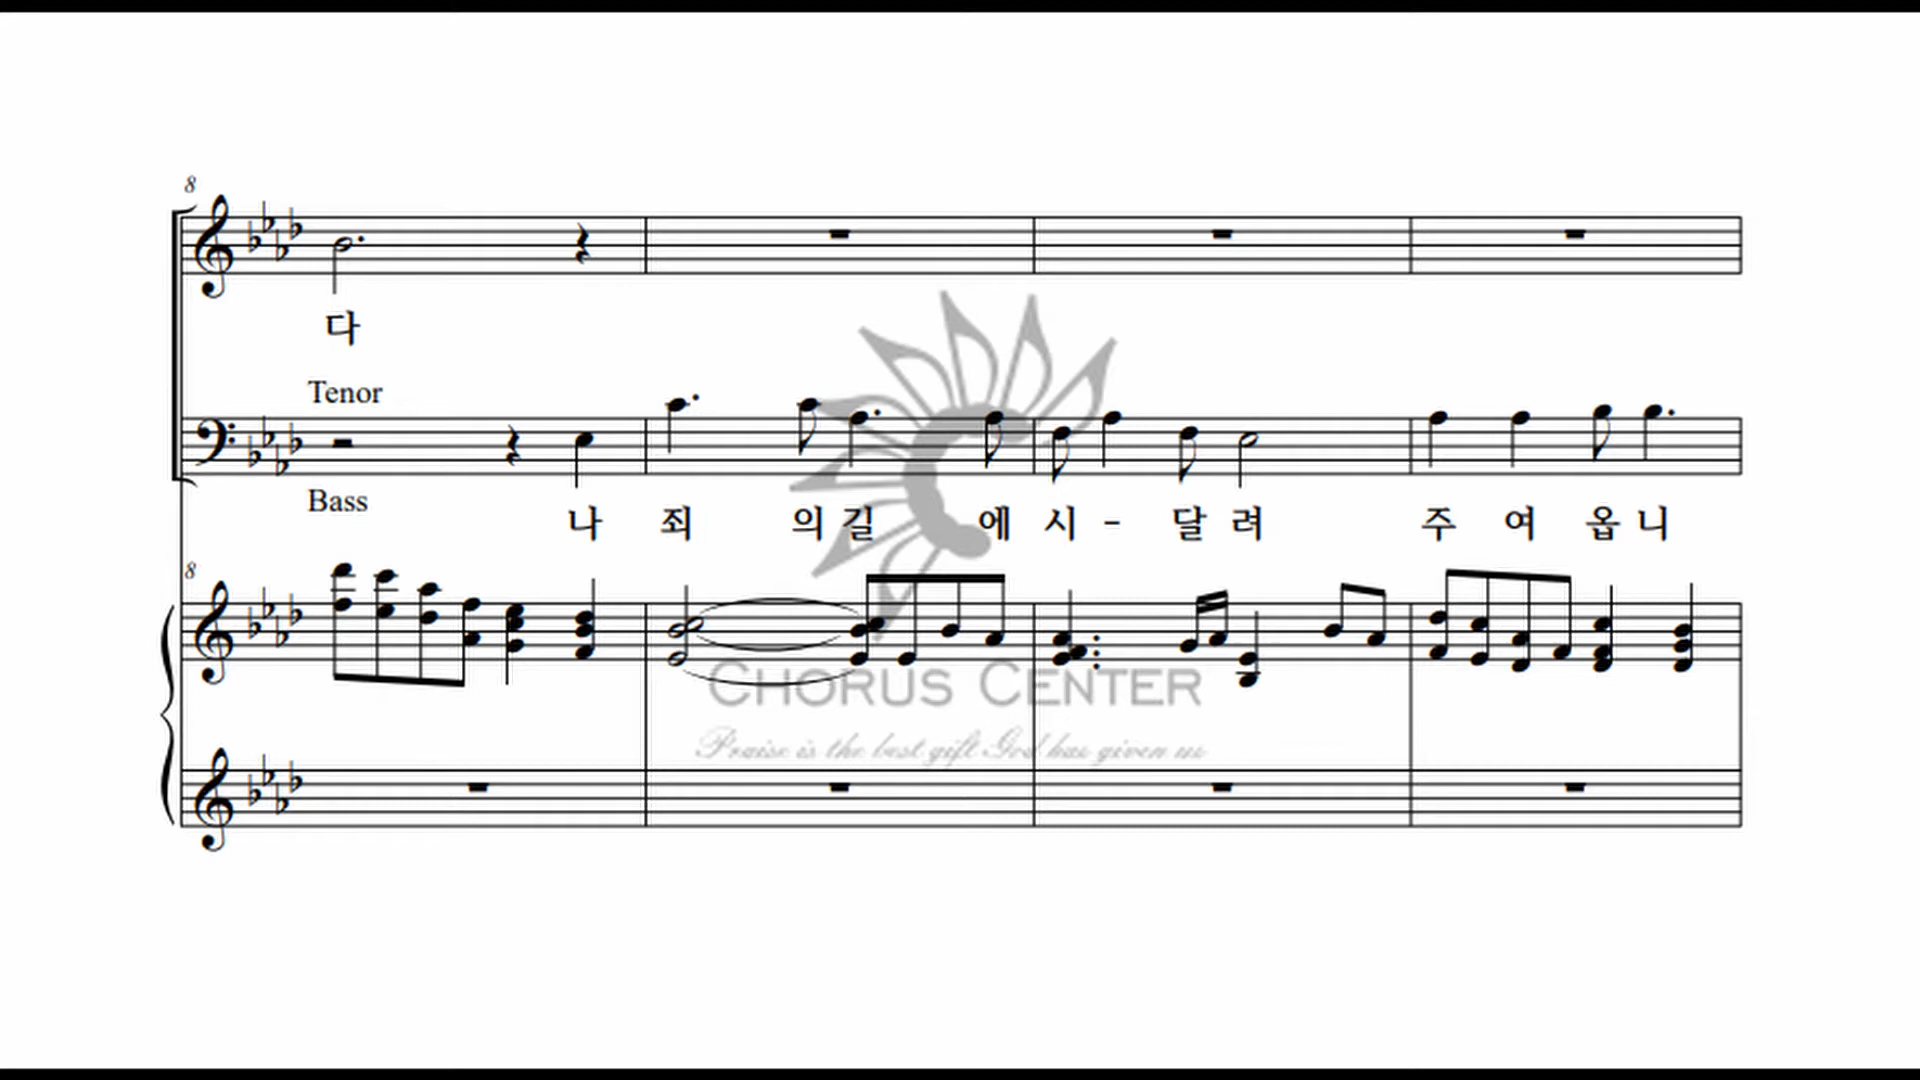 8
다
Tenor
Bass
나 죄 의 길 에 시 - 달 려 주 여 옵 니
8
CHORUS CENTER
Praise is the best gift God has given us